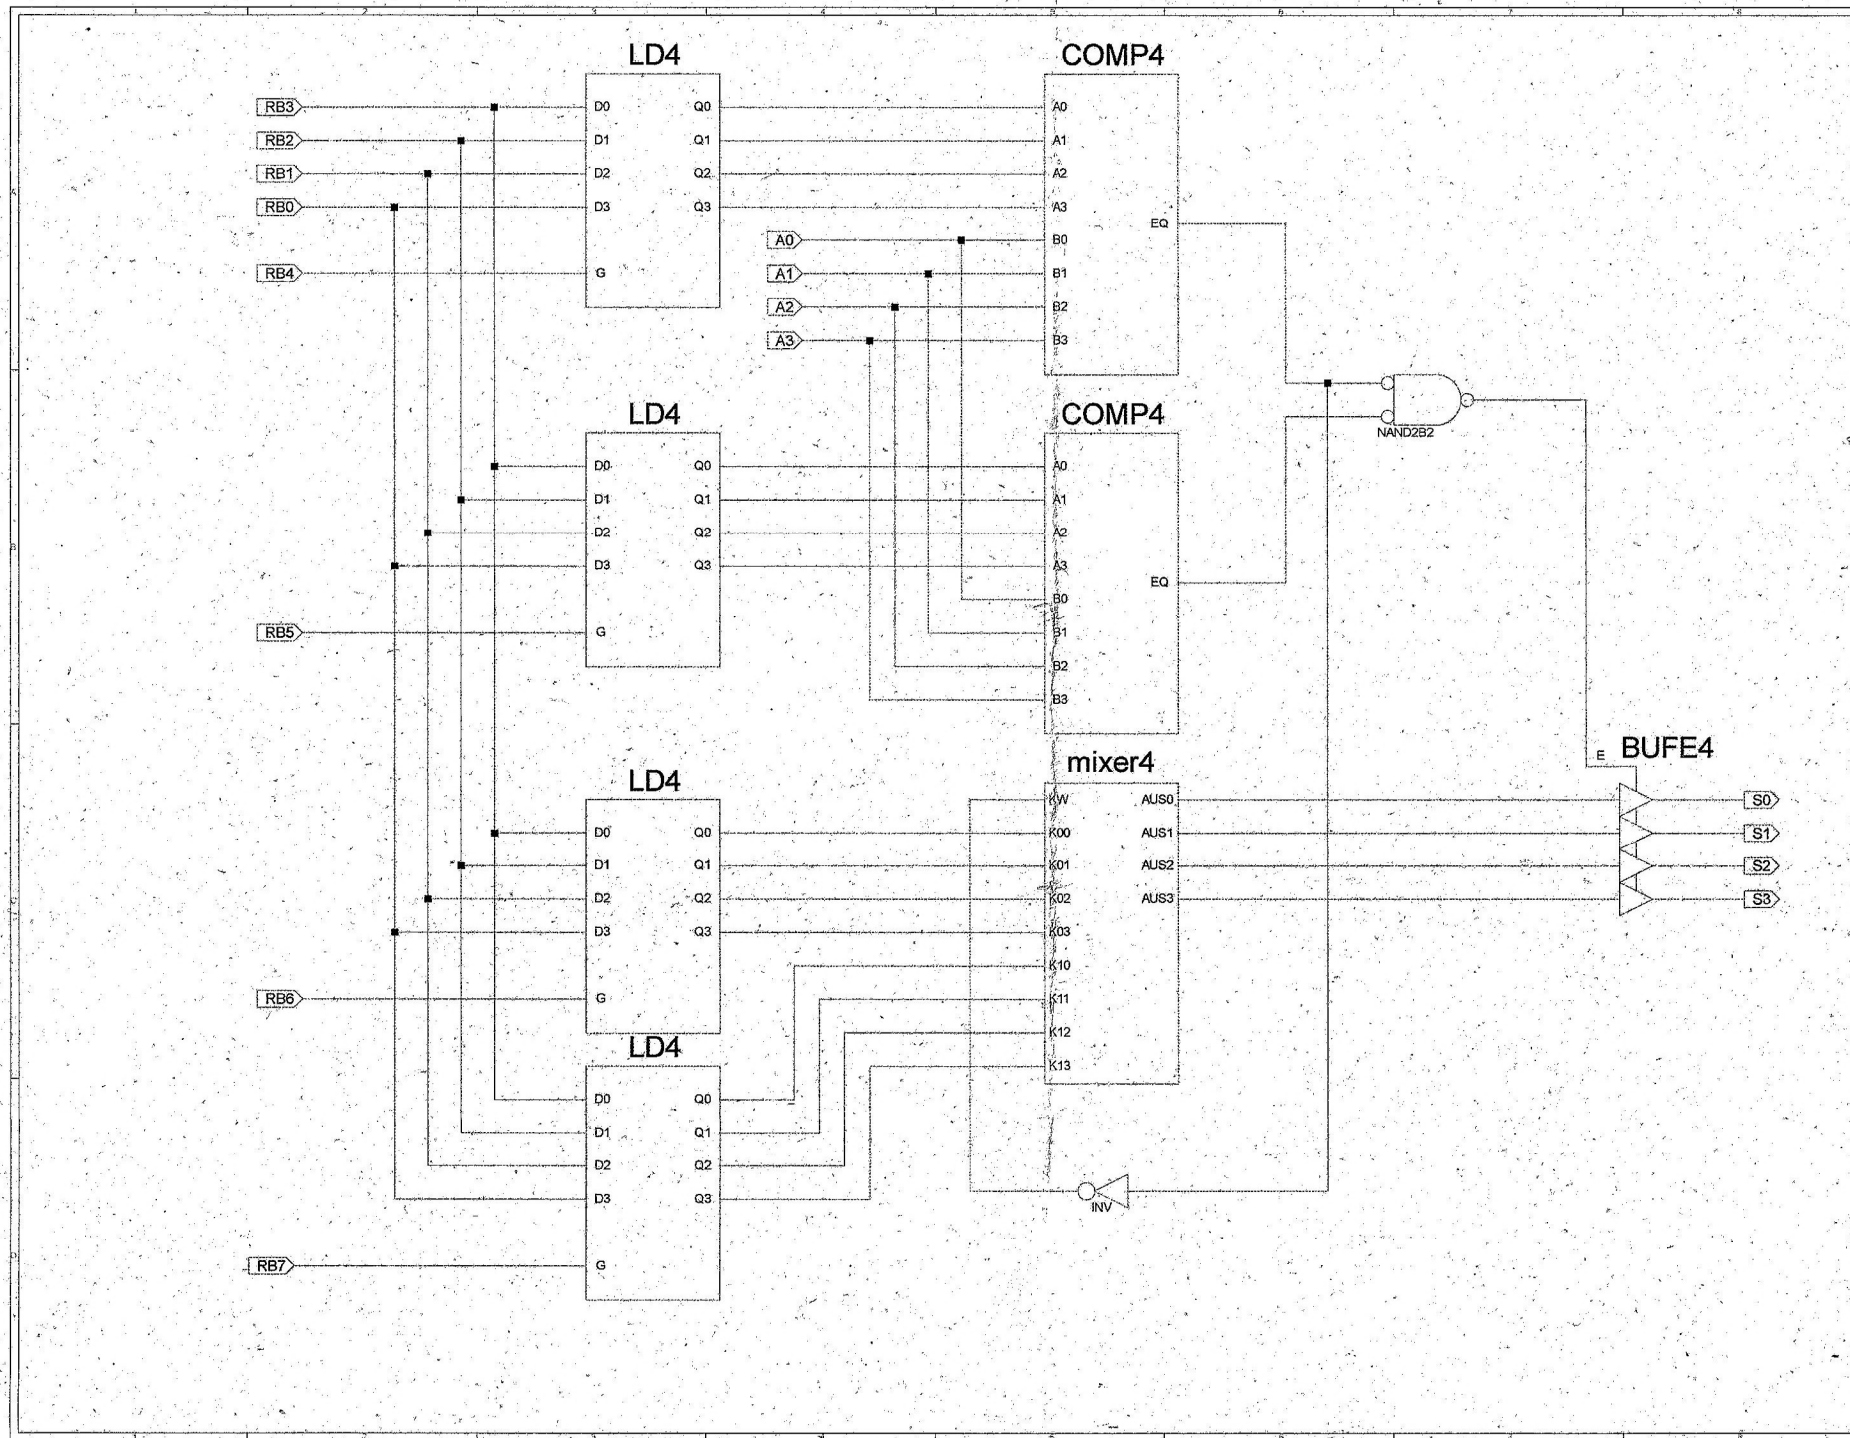 LD4
COMP4
RB3 D0 Q0 A0
RB2 D1 Q1 A1
RB1 D2 Q2 A2
RB0 D3 Q3 A3
EQ
A0 B0
RB4 G A1 B1
A2 B2
A3 B3
LD4
COMP4
NAND2B2
D0 Q0 A0
D1 Q1 A1
D2 Q2 A2
D3 Q3 A3
EQ
B0
RB5 G B1
B2
B3
E BUFE4
mixer4
LD4
KW AUS0 S0
D0 Q0 K00 AUS1 S1
D1 Q1 K01 AUS2 S2
D2 Q2 K02 AUS3 S3
D3 Q3 K03
K10
RB6 G K11
K12
LD4
K13
D0 Q0
D1 Q1
D2 Q2
D3 Q3
INV
RB7 G